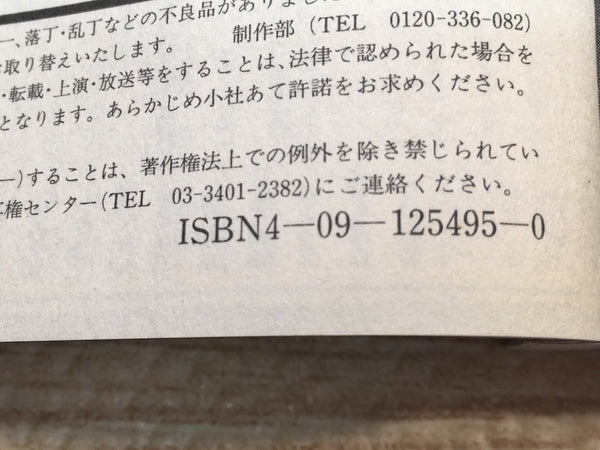 一、落丁・乱丁などの不良品がありました
制作部(TEL 0120-336-082)
取り替えいたします。
・転載・上演・放送等をすることは、法律で認められた場合を
となります。あらかじめ小社あて許諾をお求めください。
―)することは、著作権法上での例外を除き禁じられてい
権センター(TEL 03-3401-2382)にご連絡ください。
ISBN4―09―125495―0